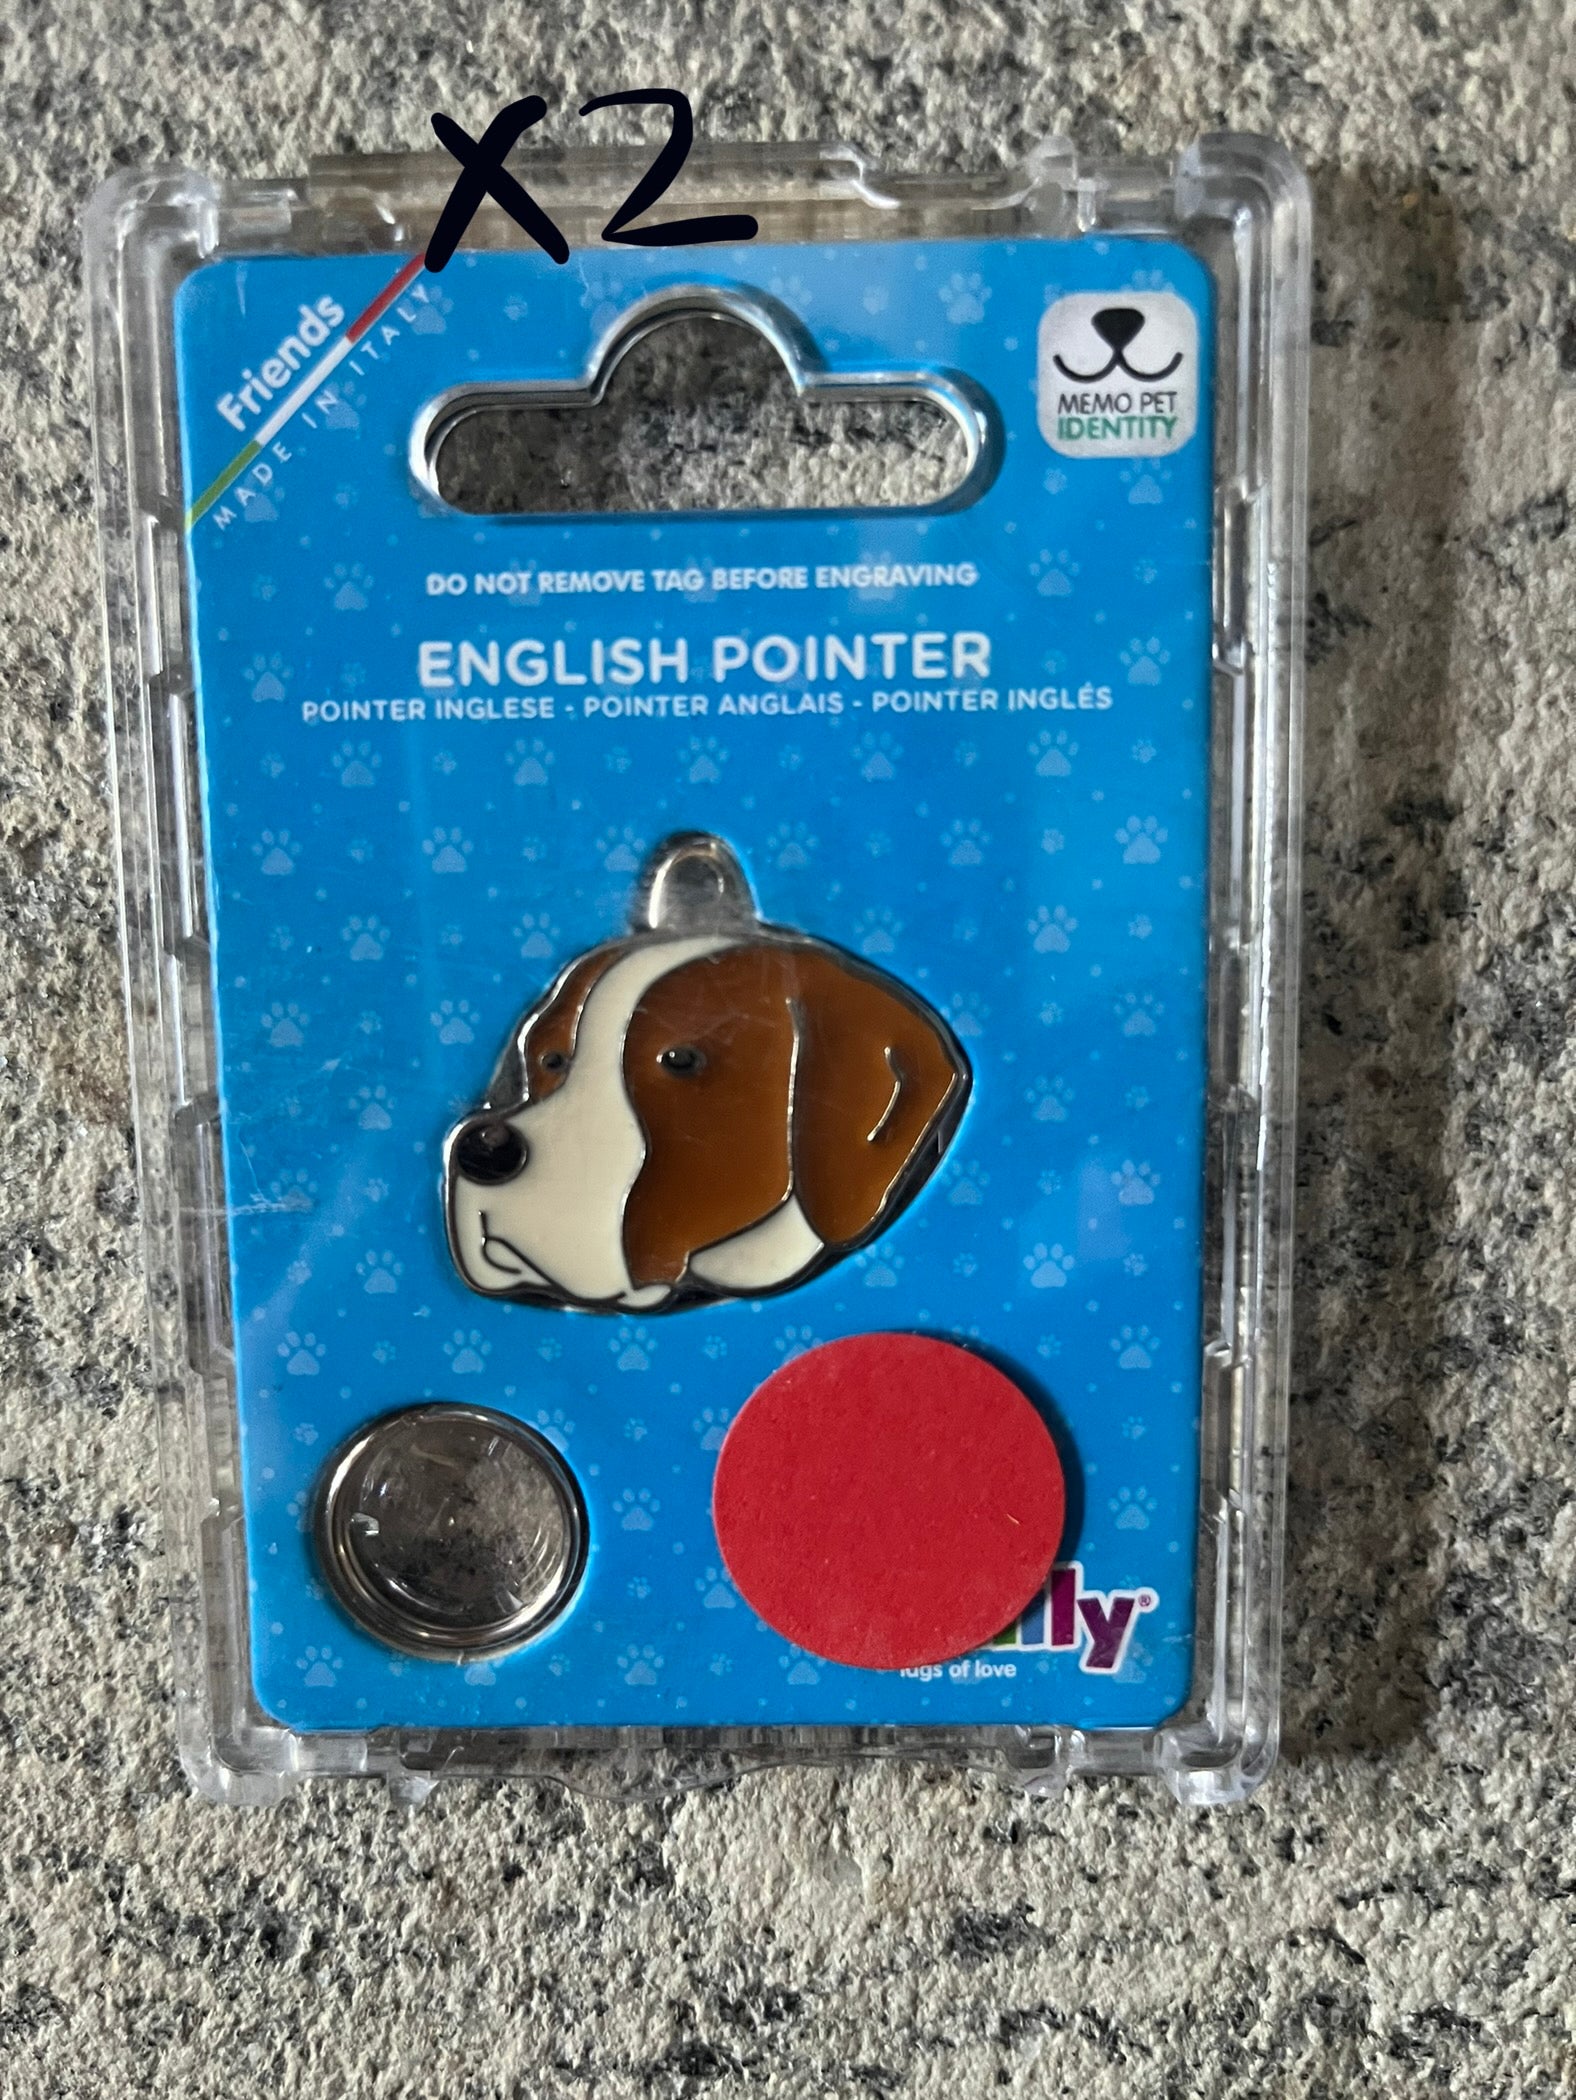 X2
Friends
MADE IN ITALY
MEMO PET
IDENTITY
DO NOT REMOVE TAG BEFORE ENGRAVING
ENGLISH POINTER
POINTER INGLESE - POINTER ANGLAIS - POINTER INGLÉS
of love